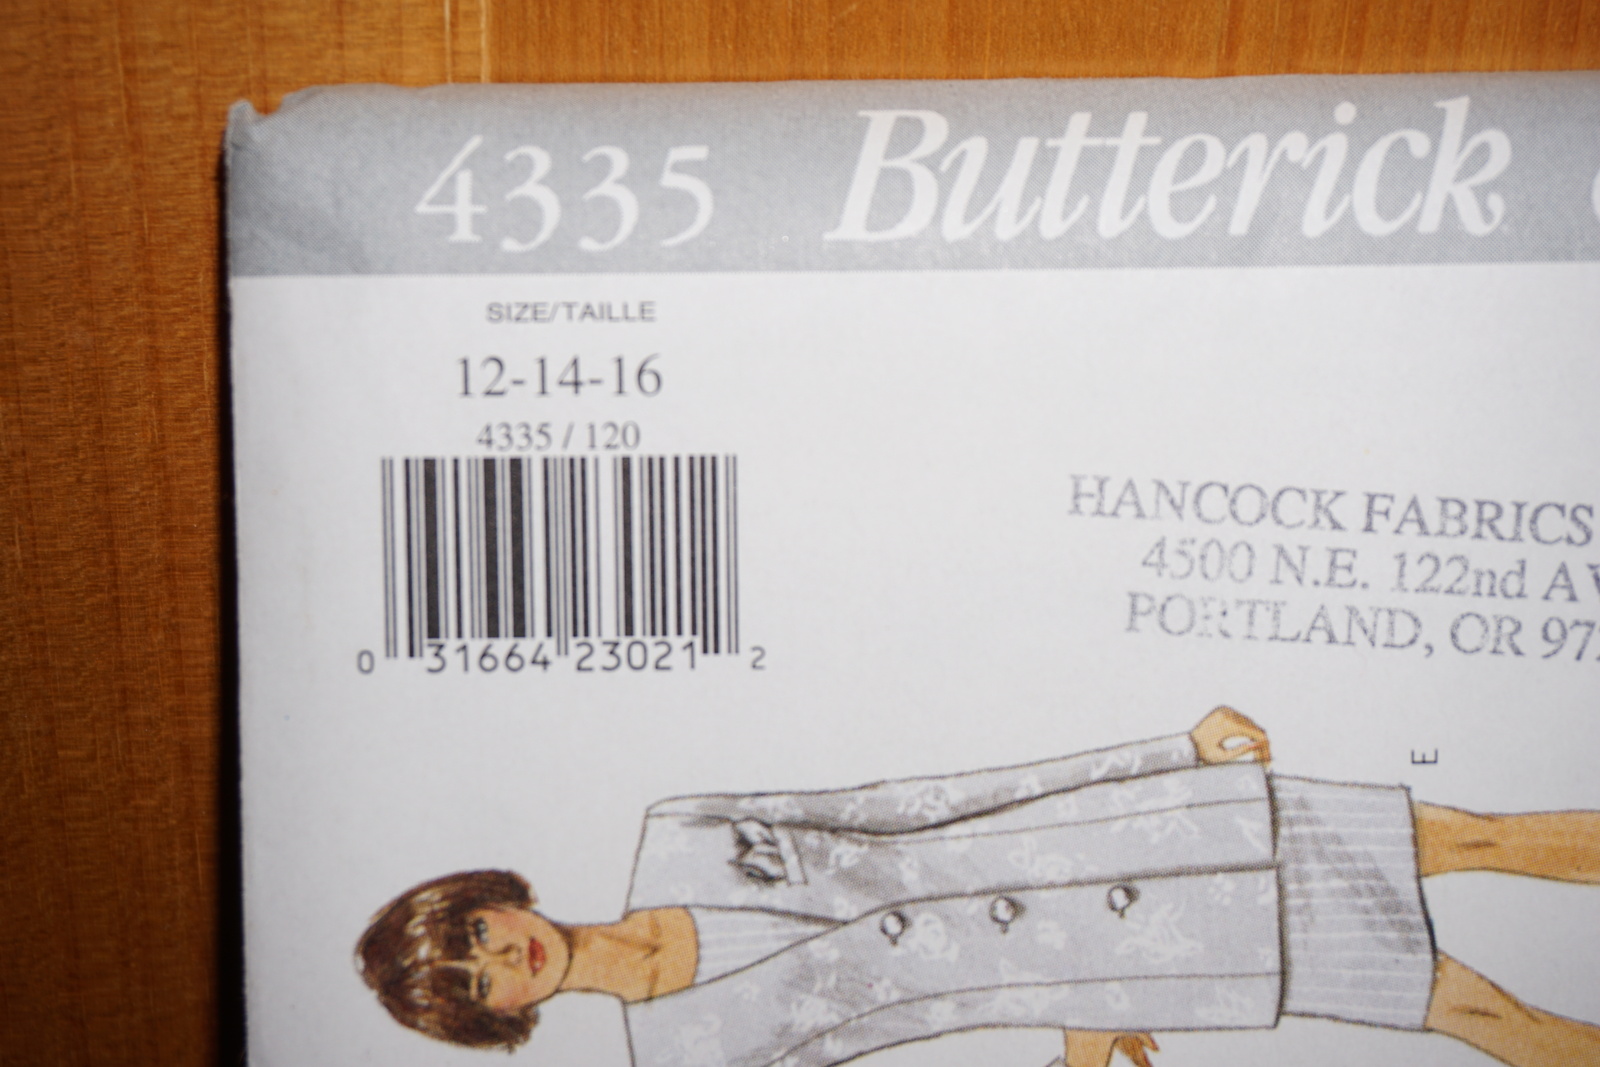 4335 Butterick
SIZE/TAILLE
12-14-16
4335 / 120
0 31664 23021 2
HANCOCK FABRICS
4500 N.E. 122nd
PORTLAND, OR
E